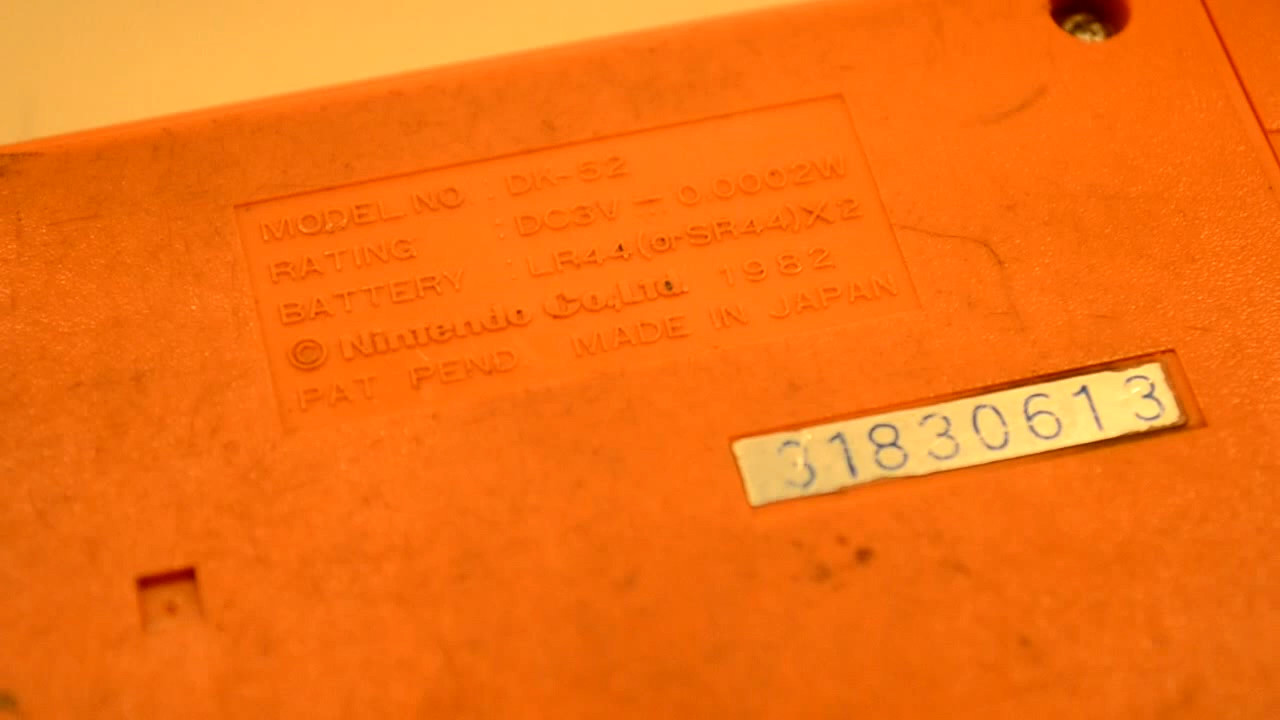 MODEL NO : DK-52
RATING : DC3V — 0.0002W
BATTERY : LR44(or SR44)X2
© Nintendo Co.,Ltd. 1982
PAT PEND MADE IN JAPAN
31830613